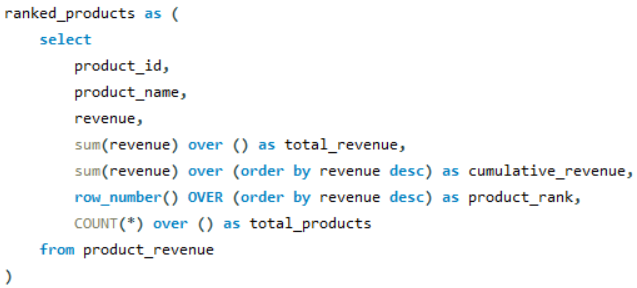 ranked_products as (
    select
        product_id,
        product_name,
        revenue,
        sum(revenue) over () as total_revenue,
        sum(revenue) over (order by revenue desc) as cumulative_revenue,
        row_number() OVER (order by revenue desc) as product_rank,
        COUNT(*) over () as total_products
    from product_revenue
)